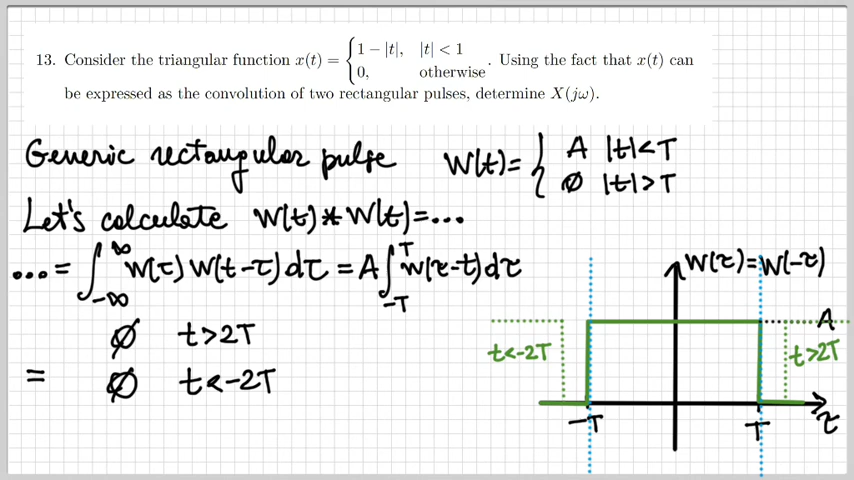 13. Consider the triangular function x(t) = { 1 − |t|, |t| < 1
0, otherwise . Using the fact that x(t) can
be expressed as the convolution of two rectangular pulses, determine X(jω).
Generic rectangular pulse W(t) = { A |t|<T
∅ |t|>T
Let's calculate W(t) * W(t) = ...
... = ∫_{-∞}^{∞} W(τ) W(t-τ) dτ = A ∫_{-T}^{T} W(τ-t) dτ
= ∅ t>2T
∅ t<-2T
W(τ) = W(-τ)
A
t<-2T
t>2T
-T
T
τ